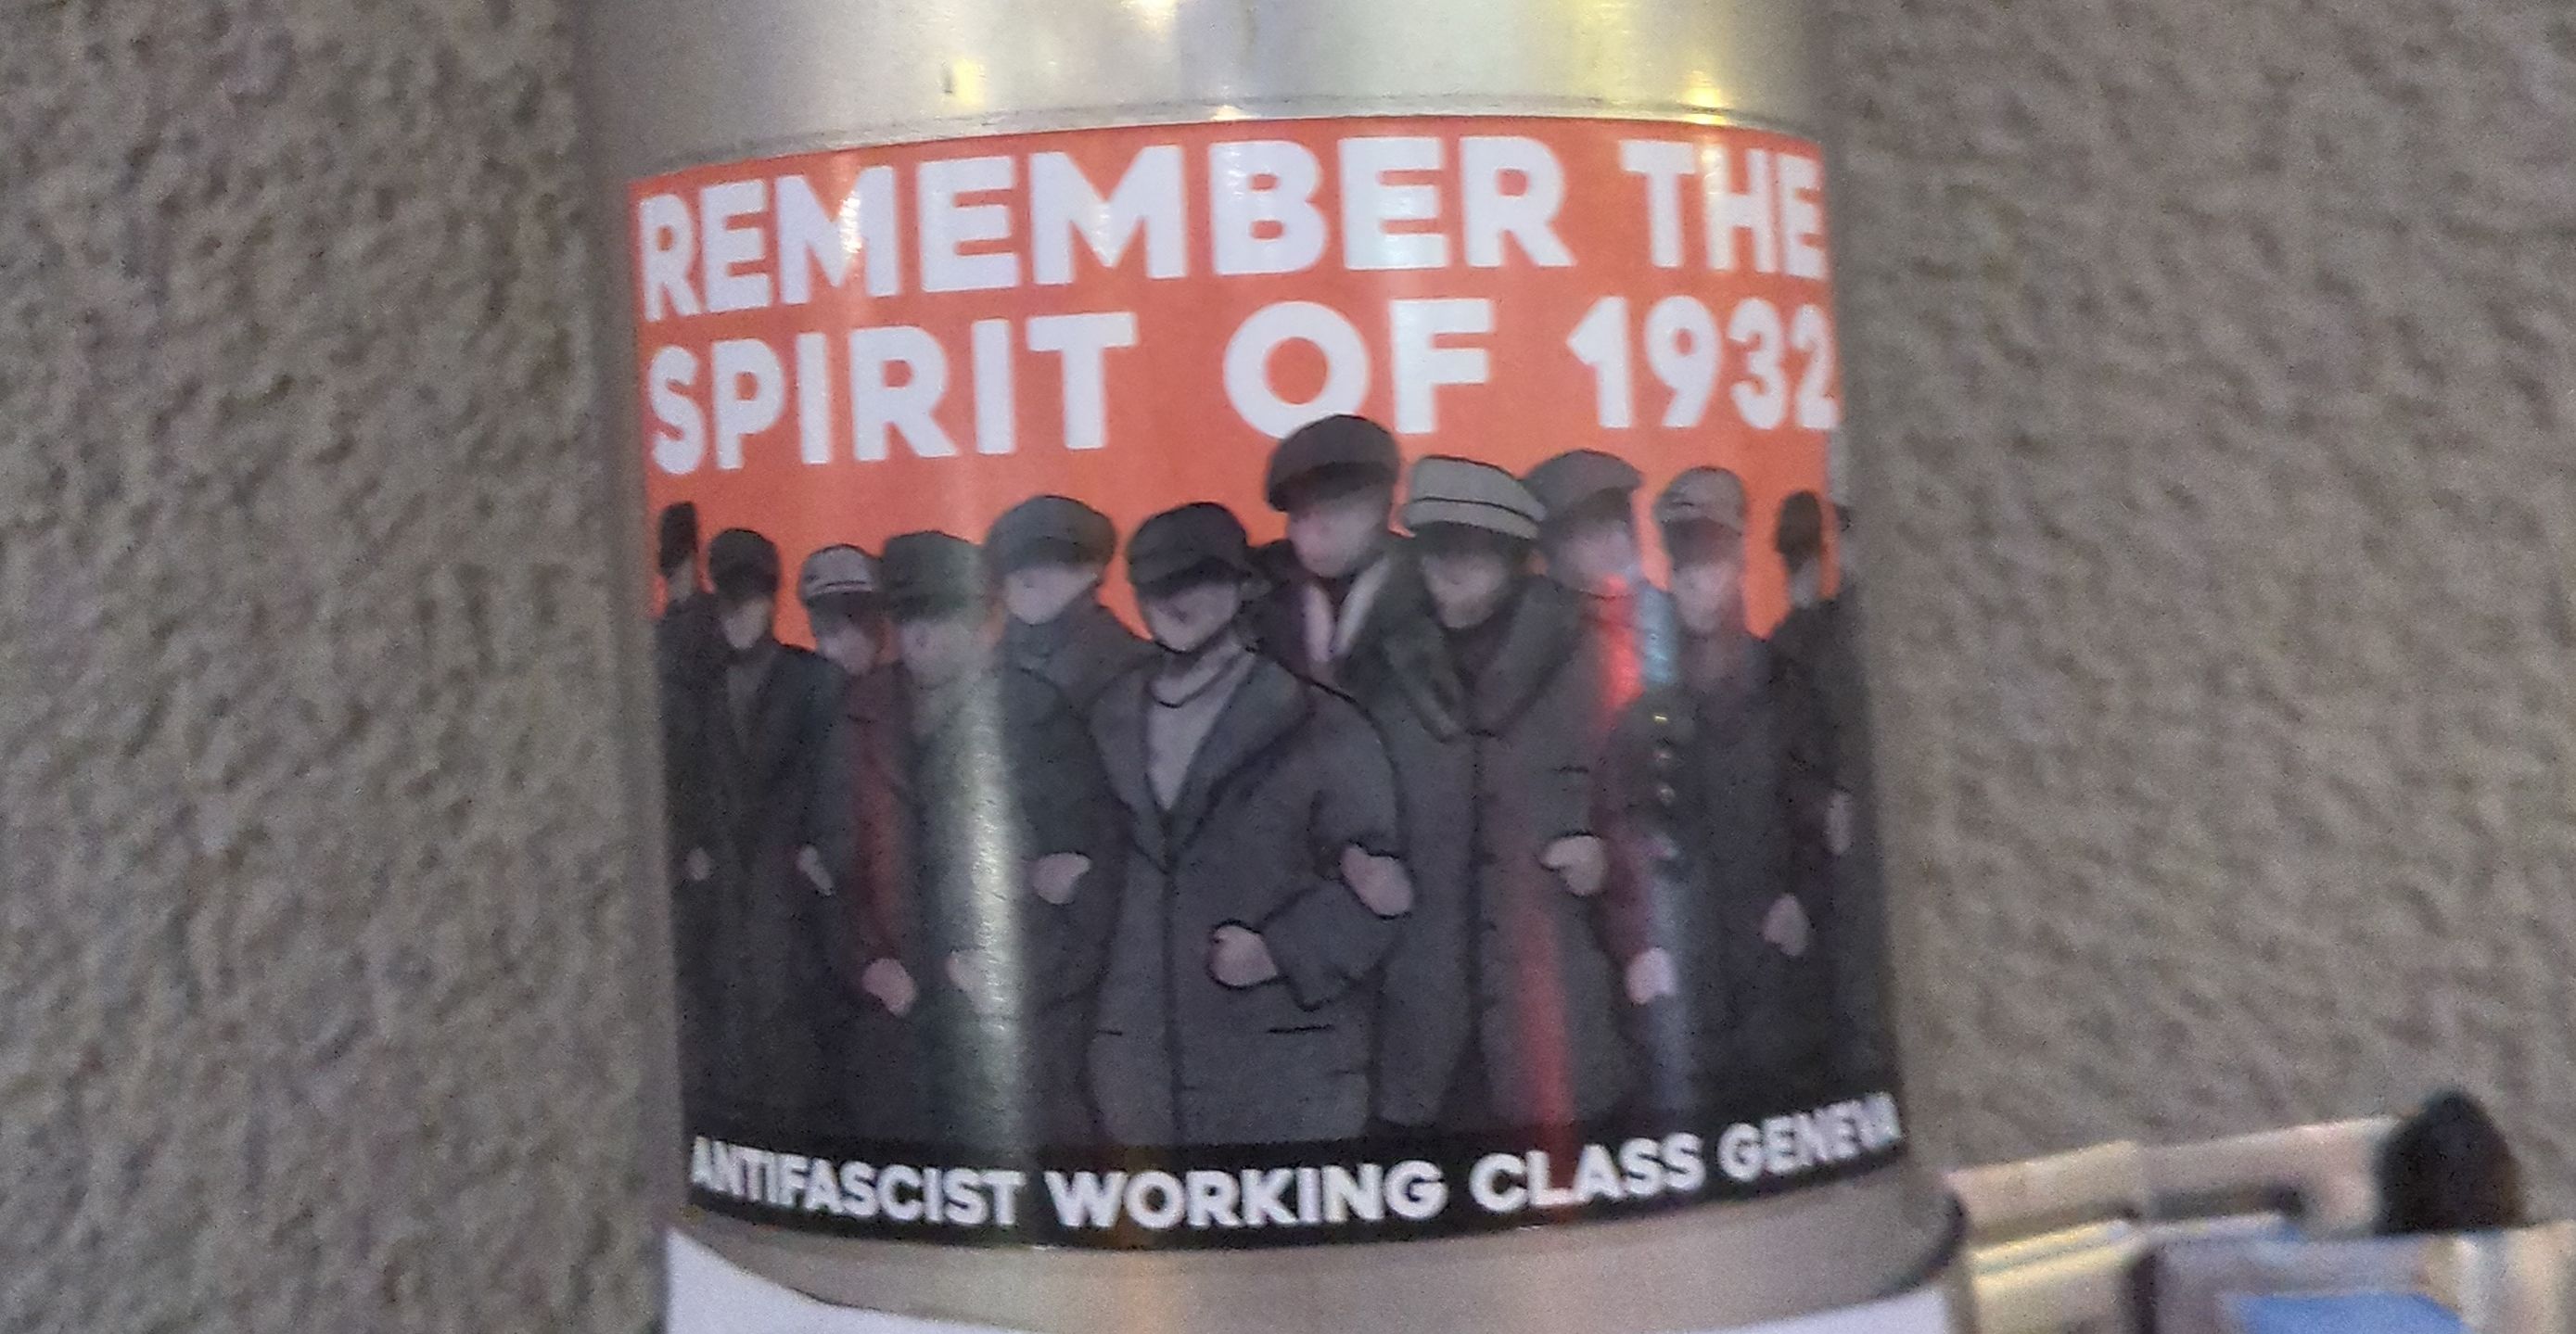 REMEMBER THE
SPIRIT OF 1932
ANTIFASCIST WORKING CLASS GENEVA